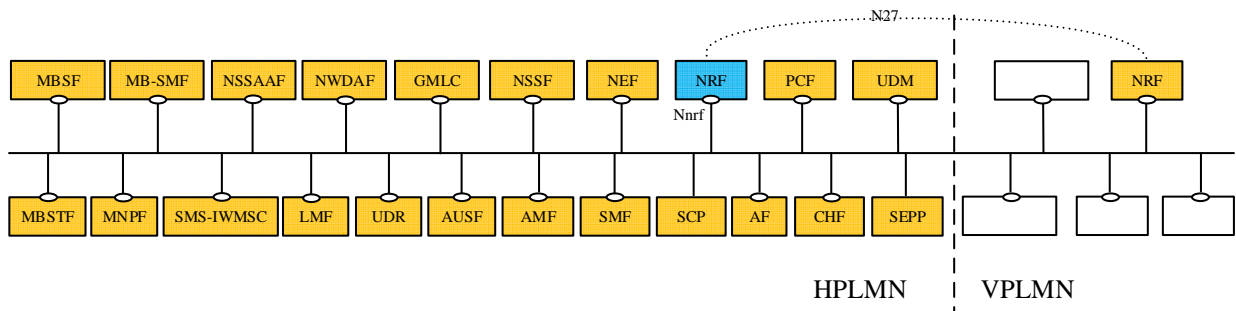 N27
MBSF MB-SMF NSSAAF NWDAF GMLC NSSF NEF NRF PCF UDM NRF
Nnrf
MBSTF MNPF SMS-IWMSC LMF UDR AUSF AMF SMF SCP AF CHF SEPP
HPLMN VPLMN